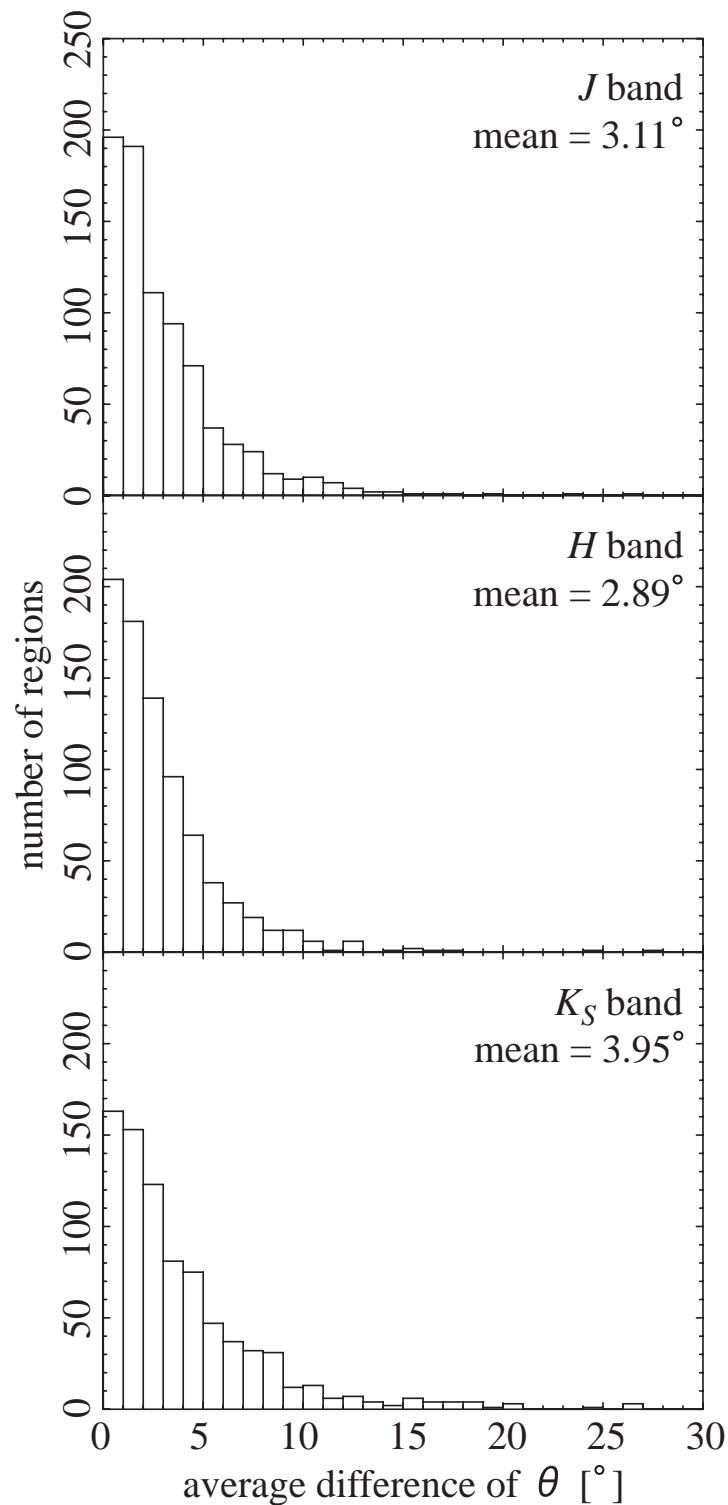 250
200
150
100
50
0
J band
mean = 3.11°
200
150
100
50
0
H band
mean = 2.89°
number of regions
200
150
100
50
0
K_S band
mean = 3.95°
0 5 10 15 20 25 30
average difference of θ [°]